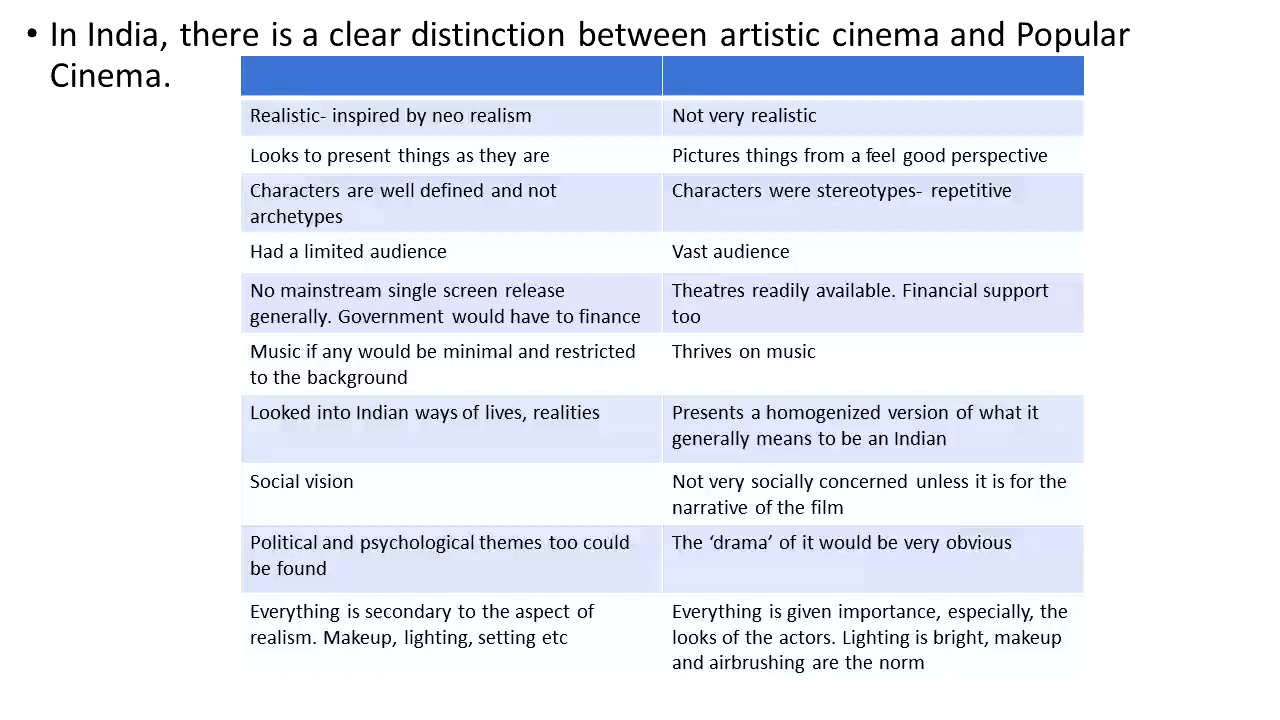 • In India, there is a clear distinction between artistic cinema and Popular
Cinema.
Realistic- inspired by neo realism
Not very realistic
Looks to present things as they are
Pictures things from a feel good perspective
Characters are well defined and not
archetypes
Characters were stereotypes- repetitive
Had a limited audience
Vast audience
No mainstream single screen release
generally. Government would have to finance
Theatres readily available. Financial support
too
Music if any would be minimal and restricted
to the background
Thrives on music
Looked into Indian ways of lives, realities
Presents a homogenized version of what it
generally means to be an Indian
Social vision
Not very socially concerned unless it is for the
narrative of the film
Political and psychological themes too could
be found
The ‘drama’ of it would be very obvious
Everything is secondary to the aspect of
realism. Makeup, lighting, setting etc
Everything is given importance, especially, the
looks of the actors. Lighting is bright, makeup
and airbrushing are the norm